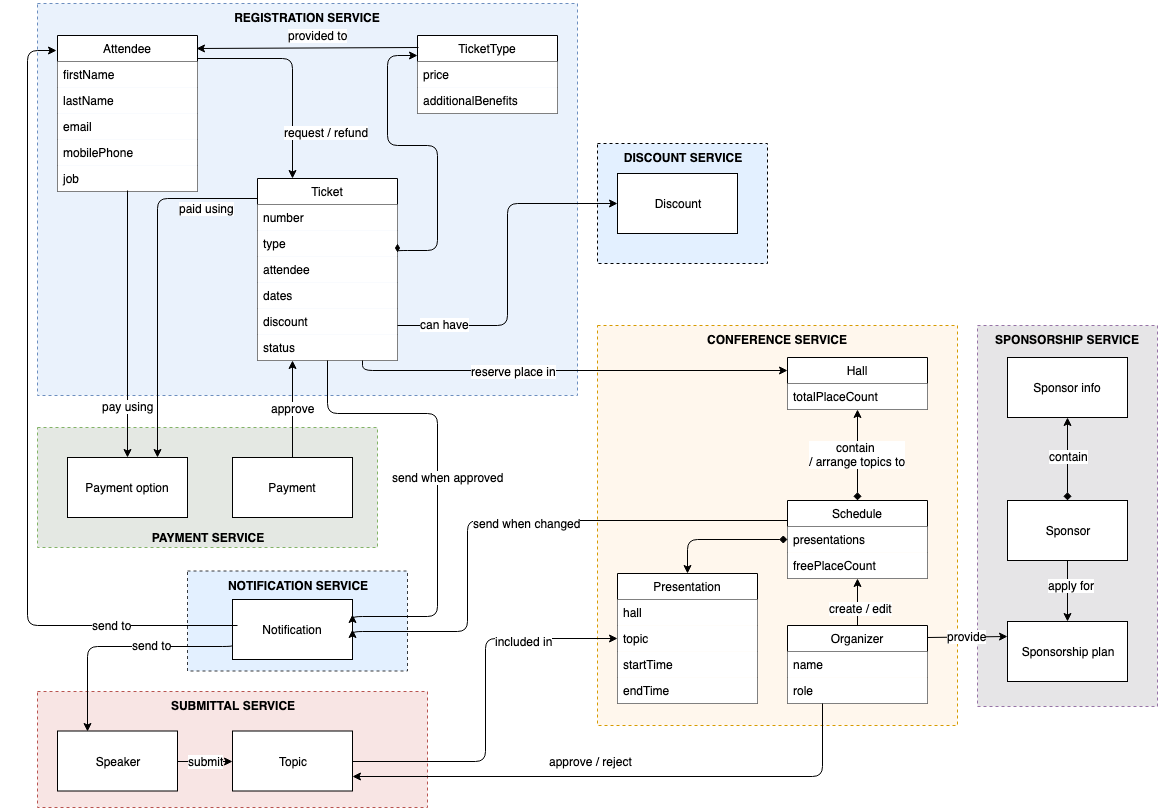 REGISTRATION SERVICE
Attendee
firstName
lastName
email
mobilePhone
job
provided to
TicketType
price
additionalBenefits
request / refund
Ticket
number
type
attendee
dates
discount
status
paid using
can have
DISCOUNT SERVICE
Discount
reserve place in
pay using
approve
Payment option
Payment
PAYMENT SERVICE
send when approved
CONFERENCE SERVICE
Hall
totalPlaceCount
contain
/ arrange topics to
Schedule
presentations
freePlaceCount
send when changed
Presentation
hall
topic
startTime
endTime
create / edit
Organizer
name
role
provide
SPONSORSHIP SERVICE
Sponsor info
contain
Sponsor
apply for
Sponsorship plan
NOTIFICATION SERVICE
Notification
send to
send to
included in
SUBMITTAL SERVICE
Speaker
submit
Topic
approve / reject